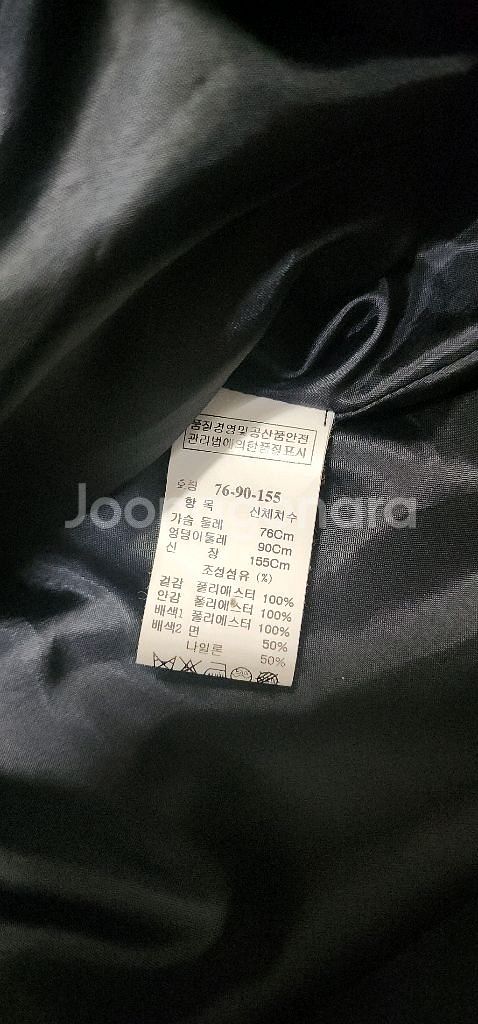 품질경영및공산품안전
관리법에의한품질표시
호칭 76-90-155
항 목 신체치수
가슴 둘레 76Cm
엉덩이둘레 90Cm
신 장 155Cm
조성섬유 (%)
겉감 폴리에스터 100%
안감 폴리에스터 100%
배색1 폴리에스터 100%
배색2 면 50%
나일론 50%
Joonggonara